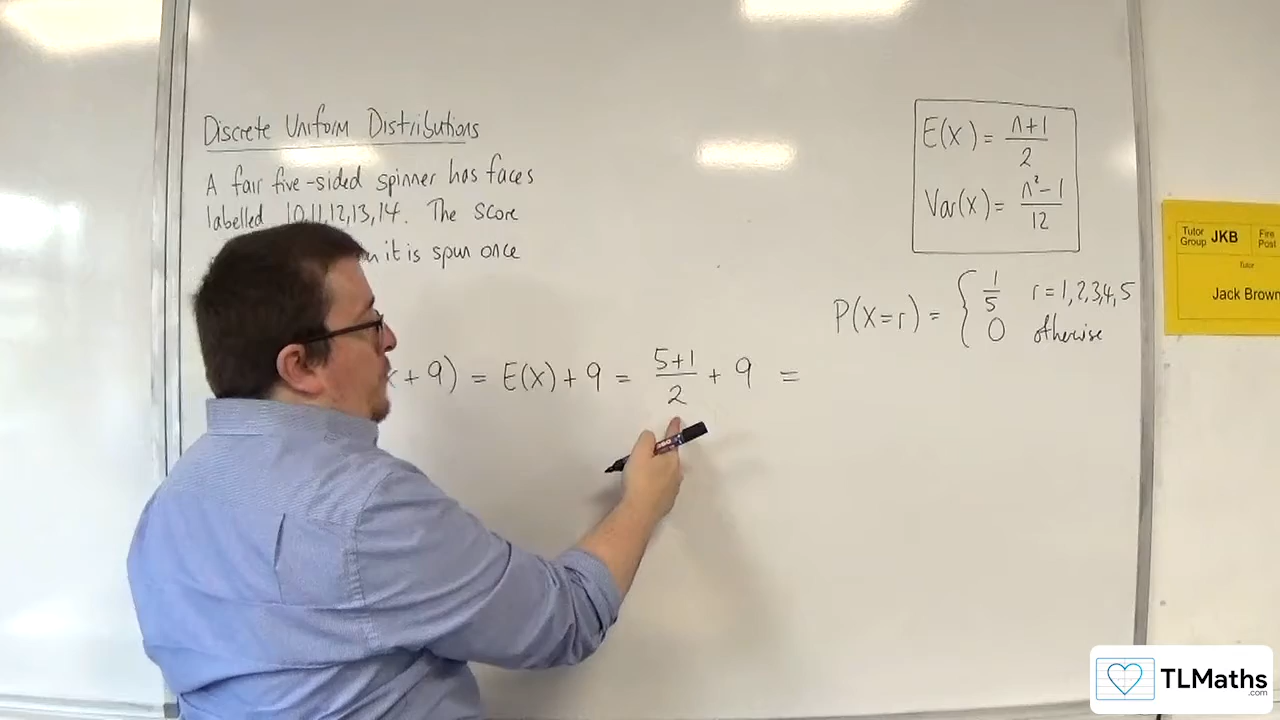 Discrete Uniform Distributions
A fair five-sided spinner has faces
labelled 10,11,12,13,14. The score
it is spun once
+ 9) = E(X) + 9 = (5+1)/2 + 9 =
E(X) = (n+1)/2
Var(X) = (n²-1)/12
P(X=r) = { 1/5 r = 1,2,3,4,5
0 otherwise
Tutor Group JKB
Fire Post
Tutor
Jack Brown
TLMaths
.com